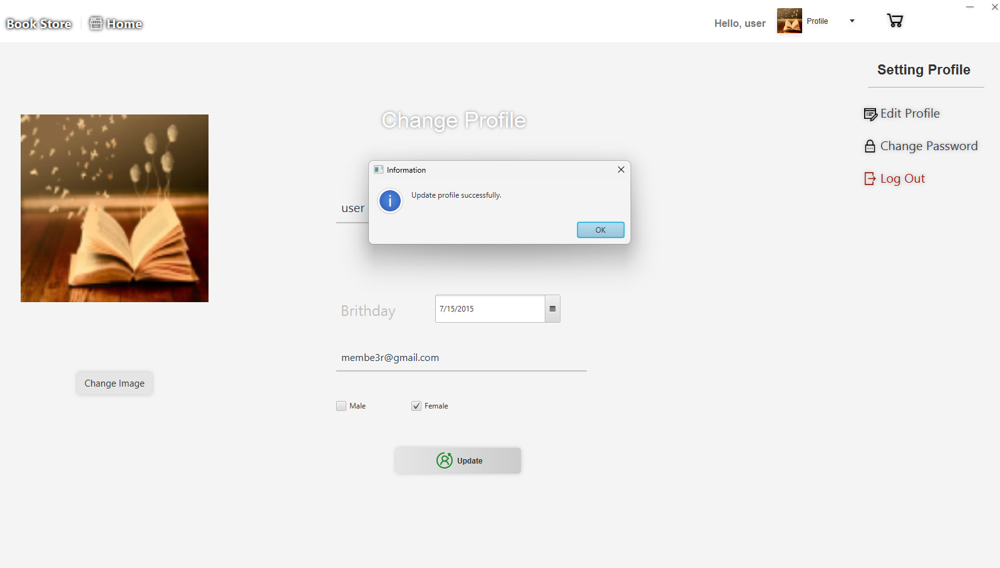 Book Store
Home
Hello, user
Profile
Setting Profile
Edit Profile
Change Password
Log Out
Change Profile
Information
Update profile successfully.
OK
user
Brithday
7/15/2015
membe3r@gmail.com
Change Image
Male
Female
Update